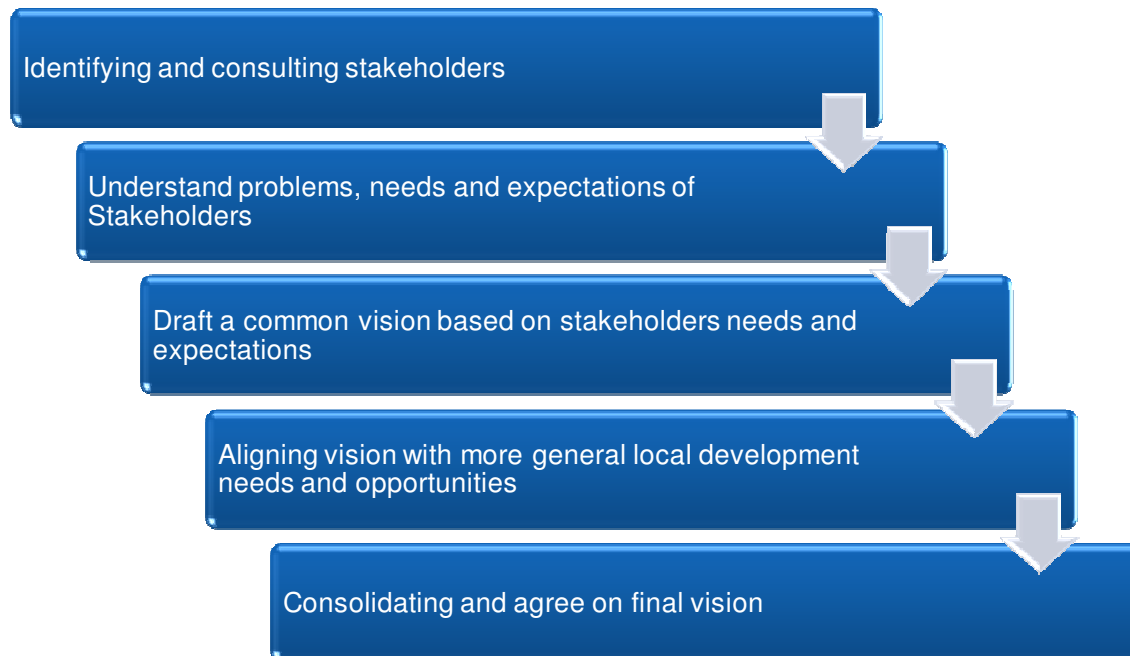 Identifying and consulting stakeholders
Understand problems, needs and expectations of
Stakeholders
Draft a common vision based on stakeholders needs and
expectations
Aligning vision with more general local development
needs and opportunities
Consolidating and agree on final vision